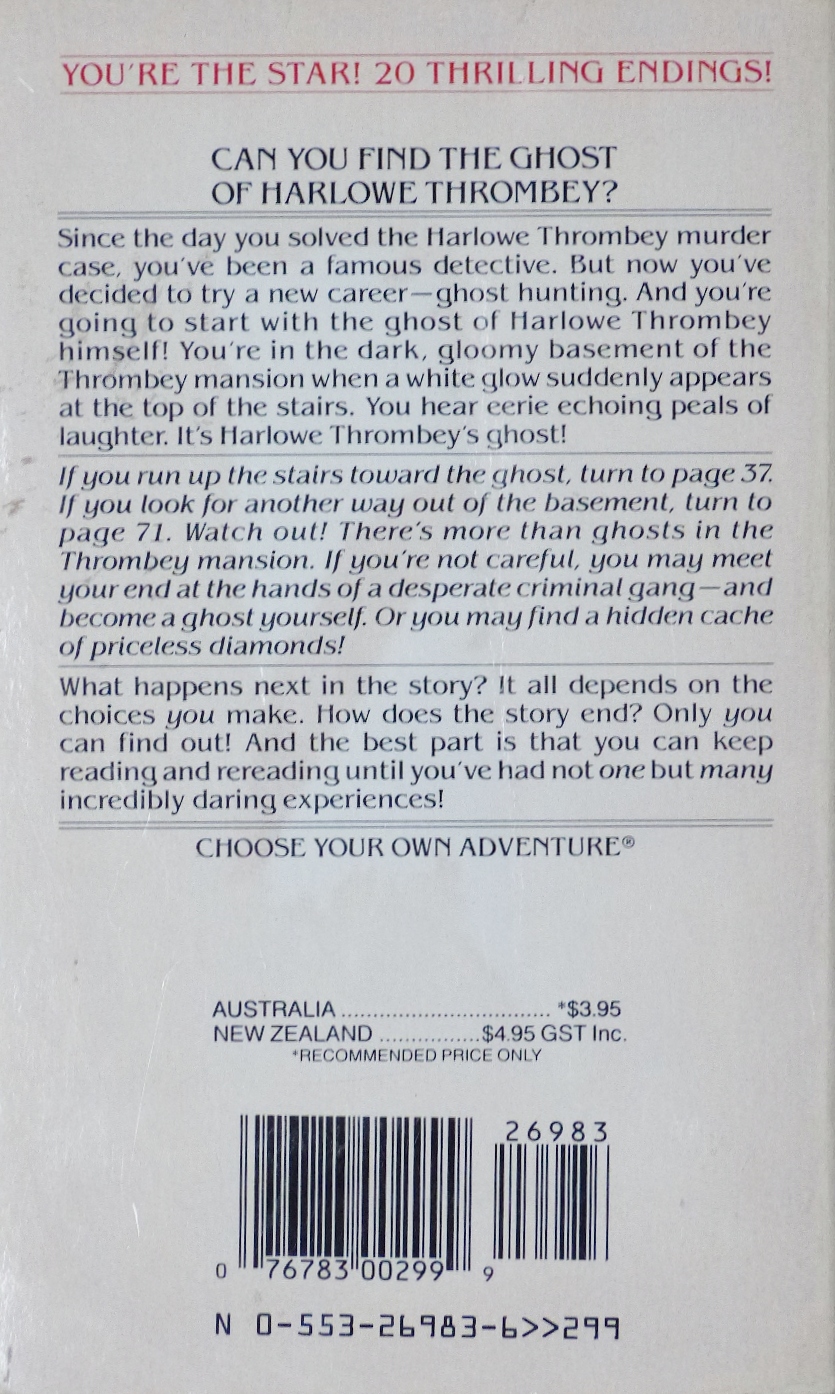 YOU'RE THE STAR! 20 THRILLING ENDINGS!
CAN YOU FIND THE GHOST
OF HARLOWE THROMBEY?
Since the day you solved the Harlowe Thrombey murder
case, you've been a famous detective. But now you've
decided to try a new career—ghost hunting. And you're
going to start with the ghost of Harlowe Thrombey
himself! You're in the dark, gloomy basement of the
Thrombey mansion when a white glow suddenly appears
at the top of the stairs. You hear eerie echoing peals of
laughter. It's Harlowe Thrombey's ghost!
If you run up the stairs toward the ghost, turn to page 37.
If you look for another way out of the basement, turn to
page 71. Watch out! There's more than ghosts in the
Thrombey mansion. If you're not careful, you may meet
your end at the hands of a desperate criminal gang—and
become a ghost yourself. Or you may find a hidden cache
of priceless diamonds!
What happens next in the story? It all depends on the
choices you make. How does the story end? Only you
can find out! And the best part is that you can keep
reading and rereading until you've had not one but many
incredibly daring experiences!
CHOOSE YOUR OWN ADVENTURE®
AUSTRALIA ................................. *$3.95
NEW ZEALAND ................$4.95 GST Inc.
*RECOMMENDED PRICE ONLY
26983
0 76783 00299 9
N 0-553-26983-6>>299